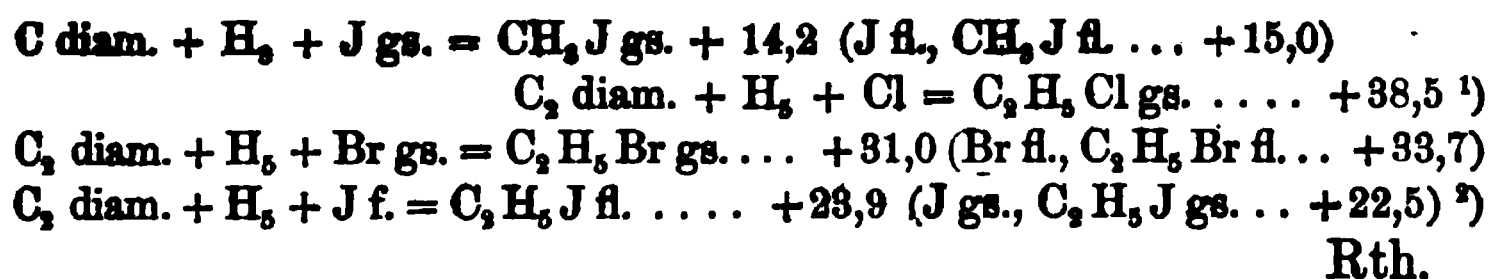 C diam. + H₃ + J gs. = CH₃J gs. + 14,2 (J fl., CH₃J fl. ... +15,0)
C₂ diam. + H₅ + Cl = C₂H₅Cl gs. ..... +38,5 ¹)
C₂ diam. + H₅ + Br gs. = C₂H₅Br gs.... +31,0 (Br fl., C₂H₅Br fl... +33,7)
C₂ diam. + H₅ + J f. = C₂H₅J fl. ..... +23,9 (J gs., C₂H₅J gs... +22,5) ²)
Rth.